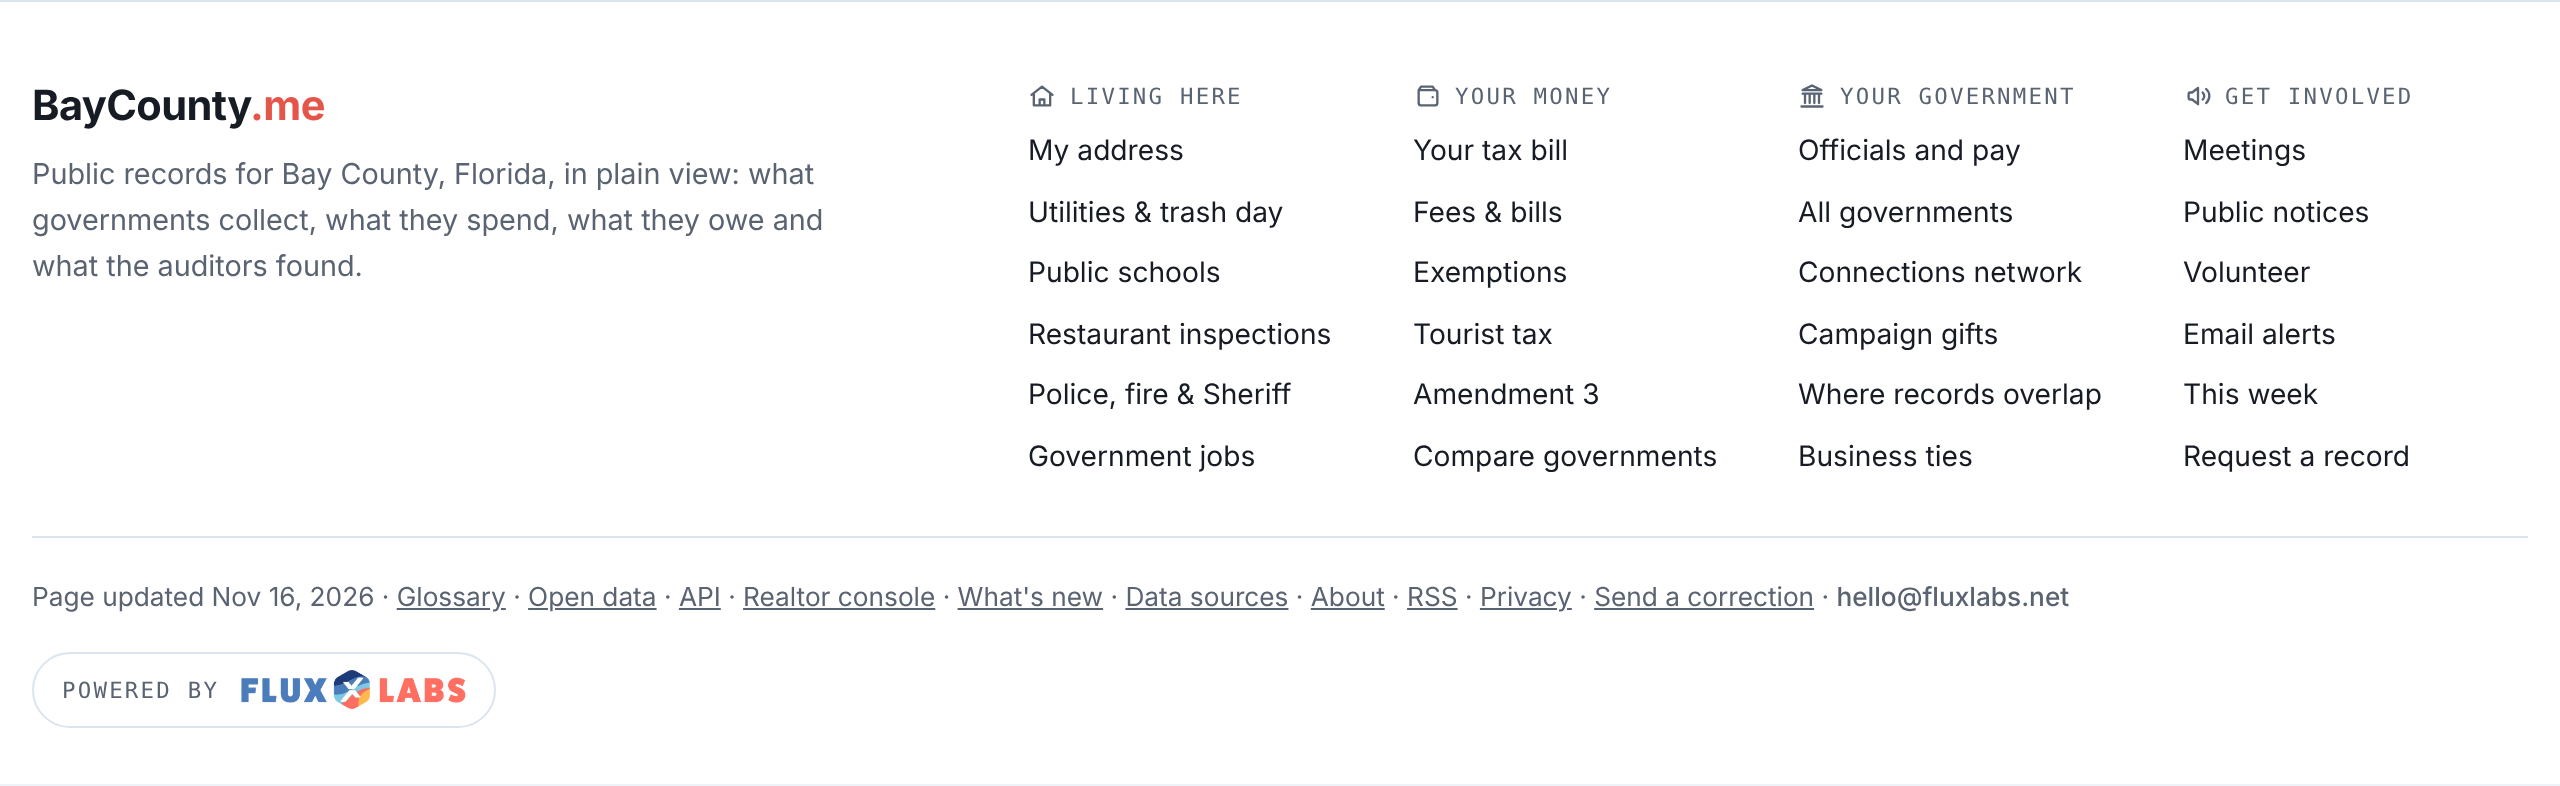 BayCounty.me
Public records for Bay County, Florida, in plain view: what
governments collect, what they spend, what they owe and
what the auditors found.
LIVING HERE
My address
Utilities & trash day
Public schools
Restaurant inspections
Police, fire & Sheriff
Government jobs
YOUR MONEY
Your tax bill
Fees & bills
Exemptions
Tourist tax
Amendment 3
Compare governments
YOUR GOVERNMENT
Officials and pay
All governments
Connections network
Campaign gifts
Where records overlap
Business ties
GET INVOLVED
Meetings
Public notices
Volunteer
Email alerts
This week
Request a record
Page updated Nov 16, 2026 · Glossary · Open data · API · Realtor console · What's new · Data sources · About · RSS · Privacy · Send a correction · hello@fluxlabs.net
POWERED BY FLUX LABS